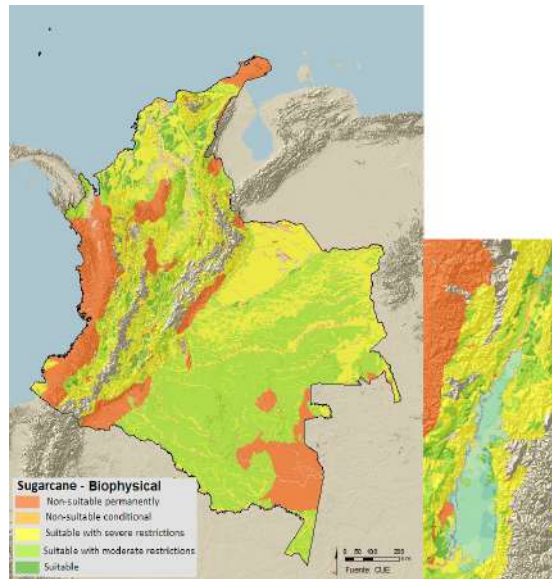 Sugarcane - Biophysical
Non-suitable permanently
Non-suitable conditional
Suitable with severe restrictions
Suitable with moderate restrictions
Suitable
0 50 100 200
Fuente: CUE